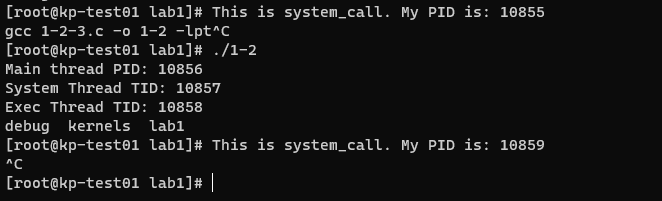 [root@kp-test01 lab1]# This is system_call. My PID is: 10855
gcc 1-2-3.c -o 1-2 -lpt^C
[root@kp-test01 lab1]# ./1-2
Main thread PID: 10856
System Thread TID: 10857
Exec Thread TID: 10858
debug  kernels  lab1
[root@kp-test01 lab1]# This is system_call. My PID is: 10859
^C
[root@kp-test01 lab1]#